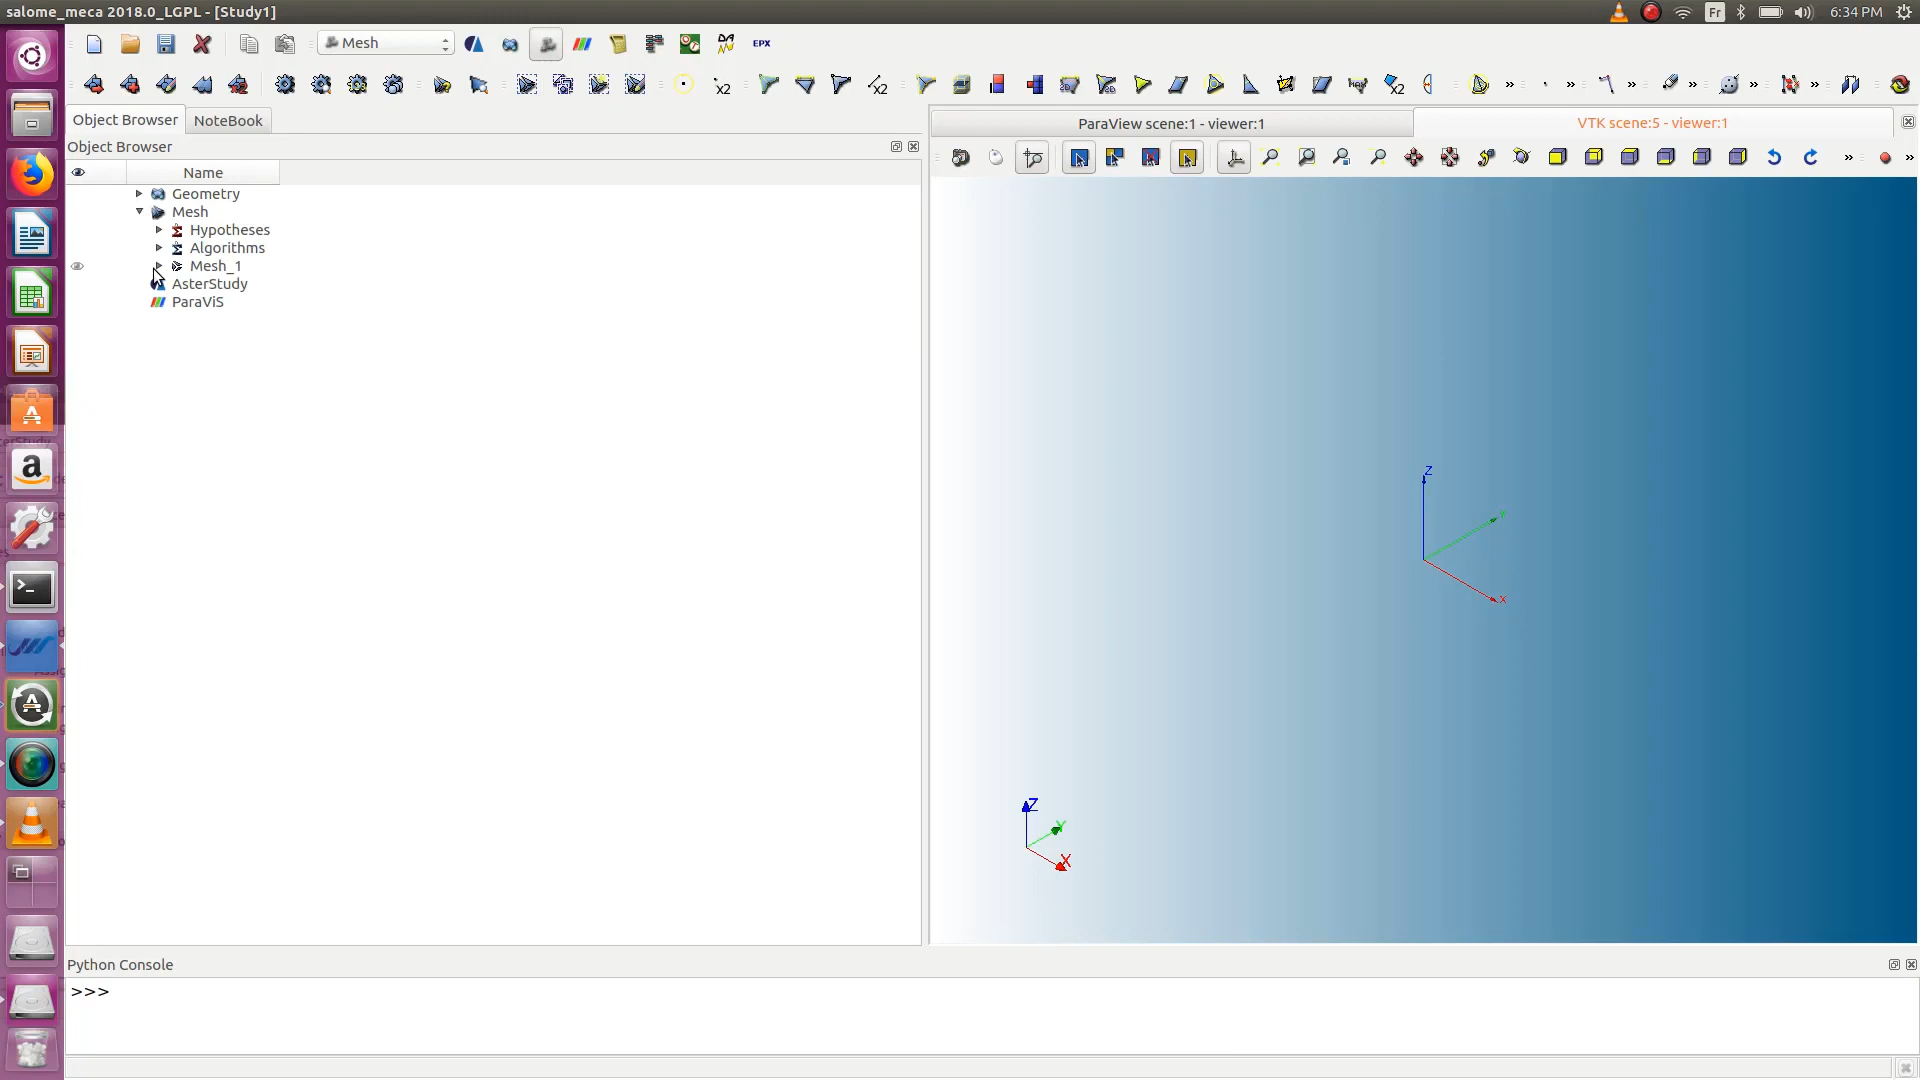 salome_meca 2018.0_LGPL - [Study1]
Fr
6:34 PM
Mesh
EPX
Object Browser
NoteBook
Object Browser
Name
Geometry
Mesh
Hypotheses
Algorithms
Mesh_1
AsterStudy
ParaViS
ParaView scene:1 - viewer:1
VTK scene:5 - viewer:1
Z
X
Z
Y
X
Python Console
>>>